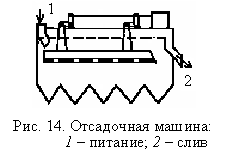 1
2
Рис. 14. Отсадочная машина:
1 – питание; 2 – слив